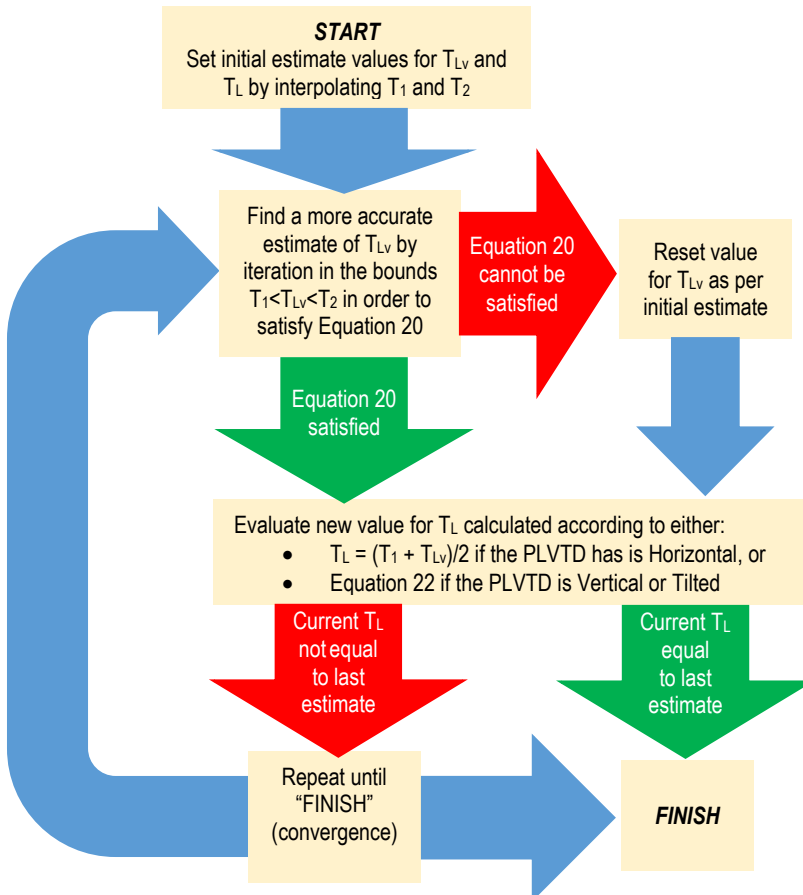 START
Set initial estimate values for TLv and
TL by interpolating T1 and T2
Find a more accurate
estimate of TLv by
iteration in the bounds
T1<TLv<T2 in order to
satisfy Equation 20
Equation 20
cannot be
satisfied
Reset value
for TLv as per
initial estimate
Equation 20
satisfied
Evaluate new value for TL calculated according to either:
• TL = (T1 + TLv)/2 if the PLVTD has is Horizontal, or
• Equation 22 if the PLVTD is Vertical or Tilted
Current TL
not equal
to last
estimate
Current TL
equal
to last
estimate
Repeat until
“FINISH”
(convergence)
FINISH